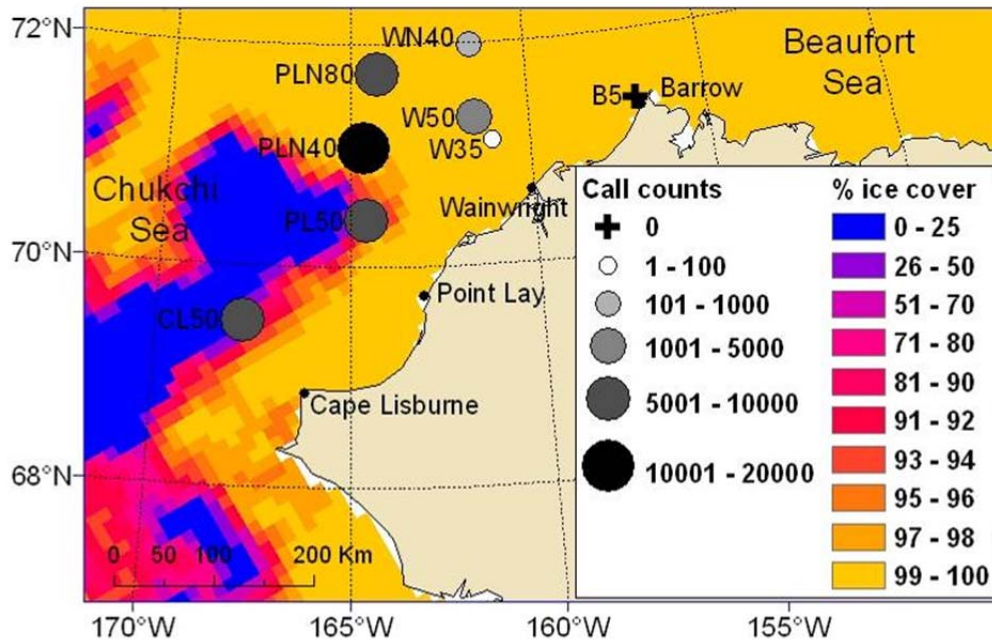 72°N
70°N
68°N
170°W
165°W
160°W
155°W
WN40
PLN80
W50
W35
PLN40
PL50
CL50
B5
Barrow
Beaufort
Sea
Chukchi
Sea
Wainwright
Point Lay
Cape Lisburne
0 50 100 200 Km
Call counts
0
1 - 100
101 - 1000
1001 - 5000
5001 - 10000
10001 - 20000
% ice cover
0 - 25
26 - 50
51 - 70
71 - 80
81 - 90
91 - 92
93 - 94
95 - 96
97 - 98
99 - 100